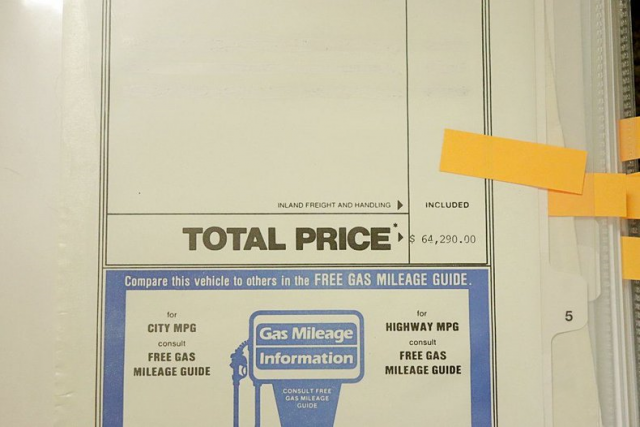 INLAND FREIGHT AND HANDLING INCLUDED
TOTAL PRICE* $ 64,290.00
Compare this vehicle to others in the FREE GAS MILEAGE GUIDE.
for
CITY MPG
consult
FREE GAS
MILEAGE GUIDE
Gas Mileage
Information
CONSULT FREE
GAS MILEAGE
GUIDE
for
HIGHWAY MPG
consult
FREE GAS
MILEAGE GUIDE
5